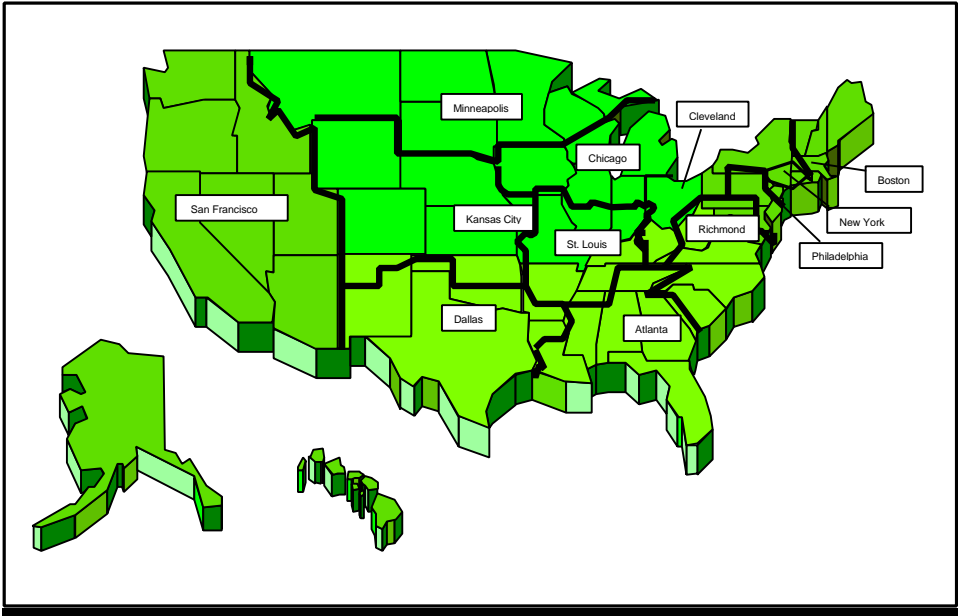 Minneapolis
Cleveland
Chicago
Boston
San Francisco
Kansas City
New York
Richmond
St. Louis
Philadelphia
Dallas
Atlanta